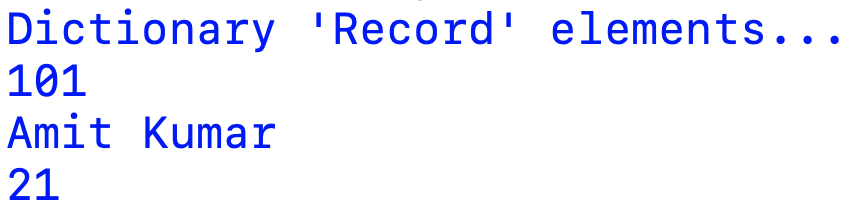 Dictionary 'Record' elements...
101
Amit Kumar
21